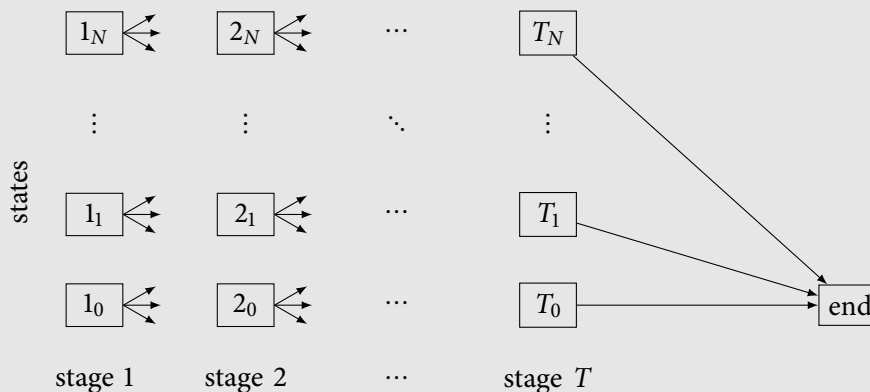 1_N 2_N ⋯ T_N
⋮ ⋮ ⋱ ⋮
states
1_1 2_1 ⋯ T_1
1_0 2_0 ⋯ T_0 end
stage 1 stage 2 ⋯ stage T